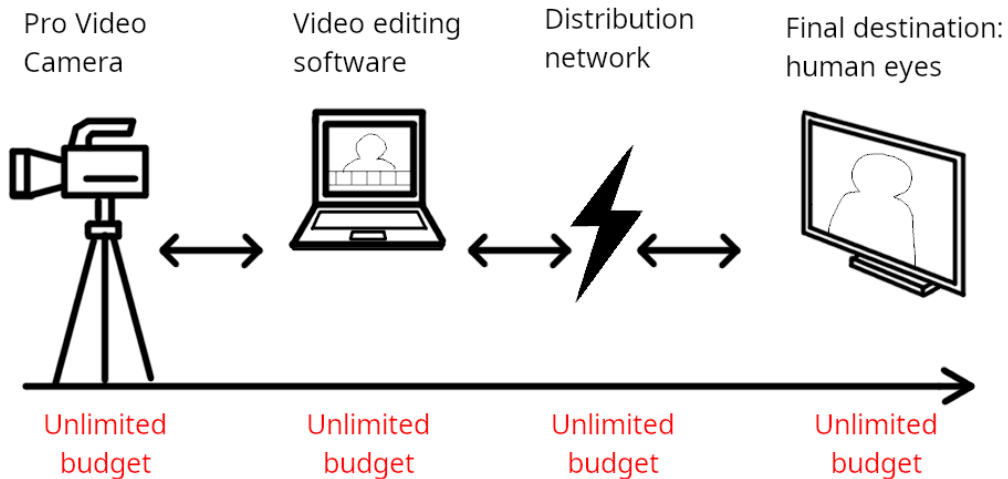 Pro Video
Camera
Video editing
software
Distribution
network
Final destination:
human eyes
Unlimited
budget
Unlimited
budget
Unlimited
budget
Unlimited
budget